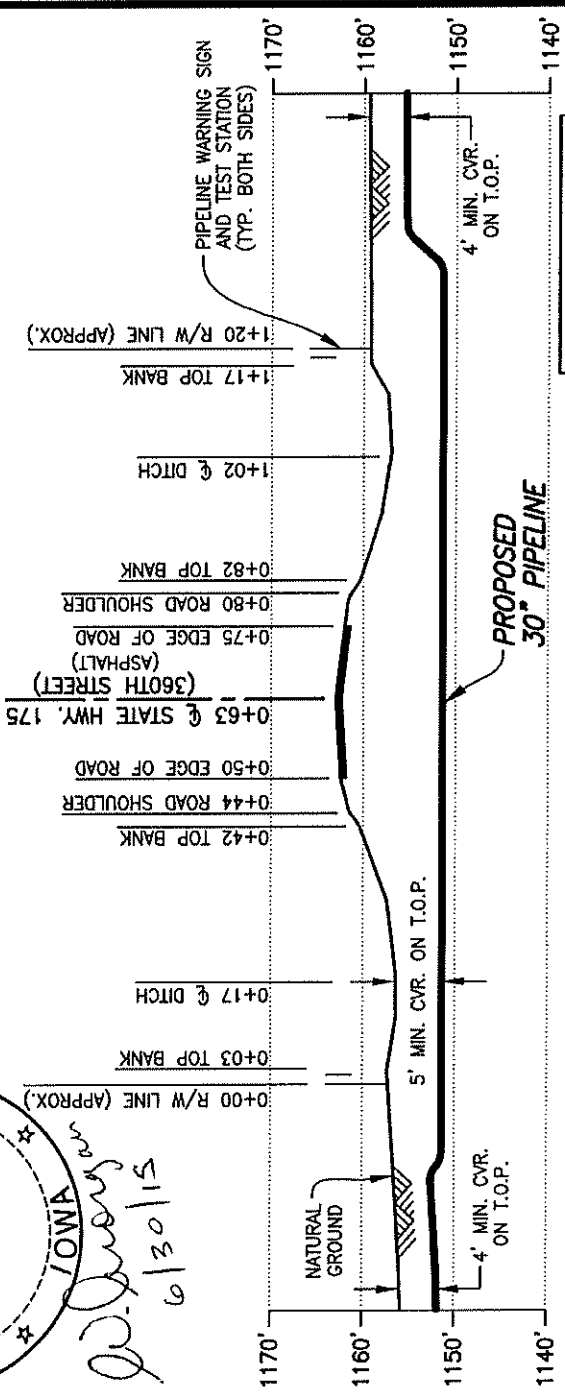 IOWA
6/30/15
1170'
1160'
1150'
1140'
0+00 R/W LINE (APPROX.)
0+03 TOP BANK
0+17 ℄ DITCH
0+42 TOP BANK
0+44 ROAD SHOULDER
0+50 EDGE OF ROAD
0+63 ℄ STATE HWY. 175
(360TH STREET)
(ASPHALT)
0+75 EDGE OF ROAD
0+80 ROAD SHOULDER
0+82 TOP BANK
1+02 ℄ DITCH
1+17 TOP BANK
1+20 R/W LINE (APPROX.)
PIPELINE WARNING SIGN
AND TEST STATION
(TYP. BOTH SIDES)
1170'
1160'
1150'
1140'
NATURAL
GROUND
4' MIN. CVR.
ON T.O.P.
5' MIN. CVR. ON T.O.P.
PROPOSED
30" PIPELINE
4' MIN. CVR.
ON T.O.P.